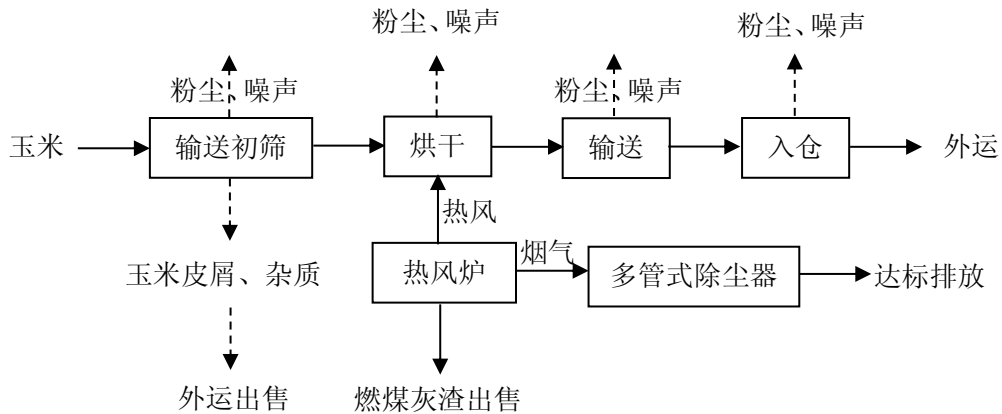 粉尘、噪声
粉尘、噪声
粉尘、噪声
粉尘、噪声
玉米
输送初筛
烘干
输送
入仓
外运
热风
烟气
玉米皮屑、杂质
热风炉
多管式除尘器
达标排放
外运出售
燃煤灰渣出售